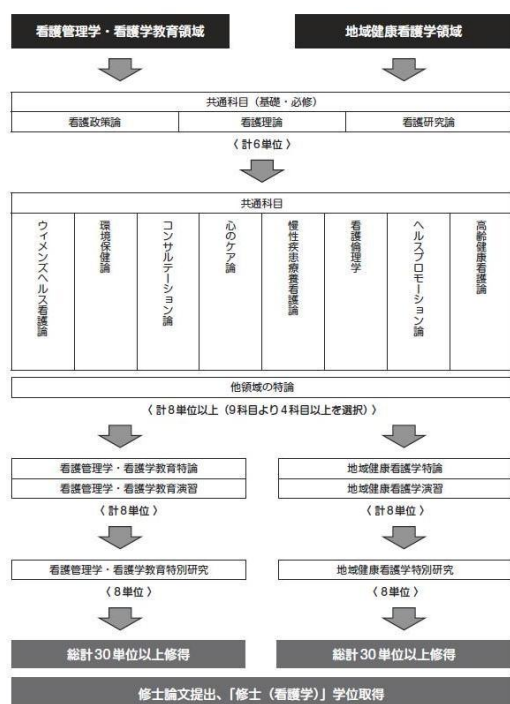 看護管理学・看護学教育領域
地域健康看護学領域
共通科目（基礎・必修）
看護政策論
看護理論
看護研究論
〈 計6単位 〉
共通科目
ウィメンズヘルス看護論
環境保健論
コンサルテーション論
心のケア論
慢性疾患療養看護論
看護倫理学
ヘルスプロモーション論
高齢健康看護論
他領域の特論
〈 計8単位以上（9科目より4科目以上を選択）〉
看護管理学・看護学教育特論
看護管理学・看護学教育演習
〈 計8単位 〉
地域健康看護学特論
地域健康看護学演習
〈 計8単位 〉
看護管理学・看護学教育特別研究
〈 8単位 〉
地域健康看護学特別研究
〈 8単位 〉
総計30単位以上修得
総計30単位以上修得
修士論文提出、「修士（看護学）」学位取得